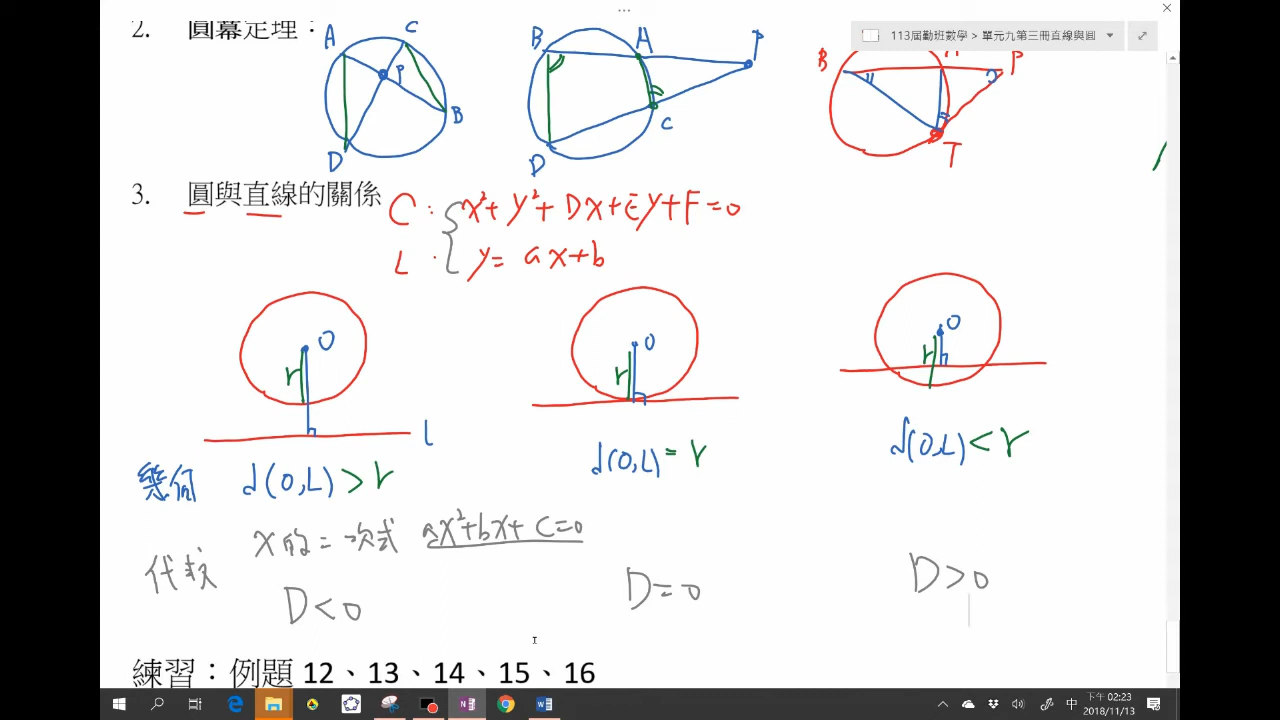 113屆勤班數學 > 單元九第三冊直線與圓
2. 圓冪定理：
A C P B D
B A P C D
B A P T
3. 圓與直線的關係
C : x²+y²+Dx+Ey+F=0
L : y=ax+b
O r L
O r
O r
幾何 d(O,L)>r d(O,L)=r d(O,L)<r
x的二次式 ax²+bx+c=0
代數 D<0 D=0 D>0
練習：例題 12、13、14、15、16
中 下午 02:23
2018/11/13